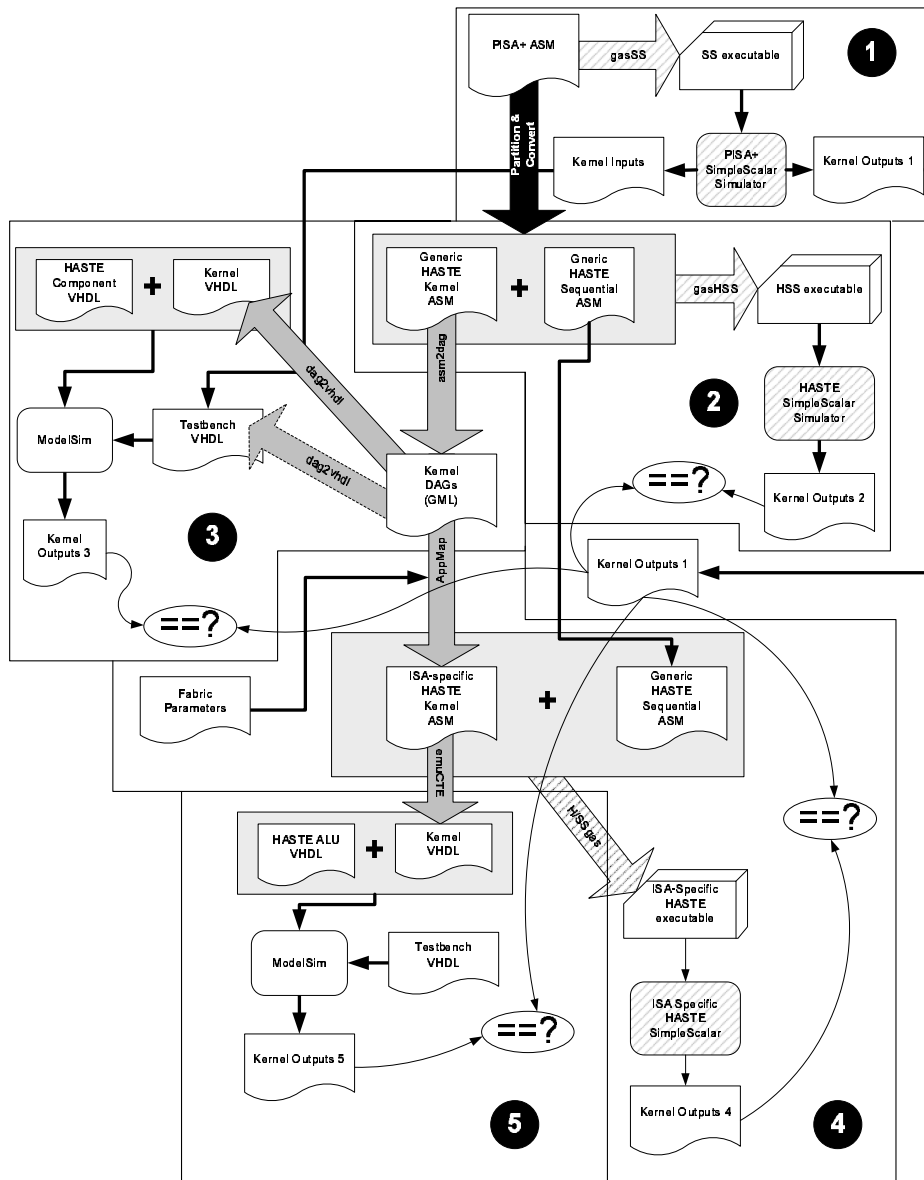 PISA+ ASM
gasSS
SS executable
1
Partition &
Convert
Kernel Inputs
PISA+
SimpleScalar
Simulator
Kernel Outputs 1
HASTE
Component
VHDL
+
Kernel
VHDL
Generic
HASTE
Kernel
ASM
+
Gneric
HASTE
Sequential
ASM
gasHSS
HSS executable
asm2dag
dag2vhdl
2
HASTE
SimpleScalar
Simulator
ModelSim
Testbench
VHDL
dag2vhdl
Kernel
DAGs
(GML)
==?
Kernel Outputs 2
3
Kernel
Outputs 3
AppMap
Kernel Outputs 1
==?
Fabric
Parameters
ISA-specific
HASTE
Kernel
ASM
+
Generic
HASTE
Sequential
ASM
emuCTE
H/SSgas
==?
HASTE ALU
VHDL
+
Kernel
VHDL
ISA-Specific
HASTE
executable
ModelSim
Testbench
VHDL
ISA Specific
HASTE
SimpleScalar
==?
Kernel Outputs 5
Kernel Outputs 4
5
4